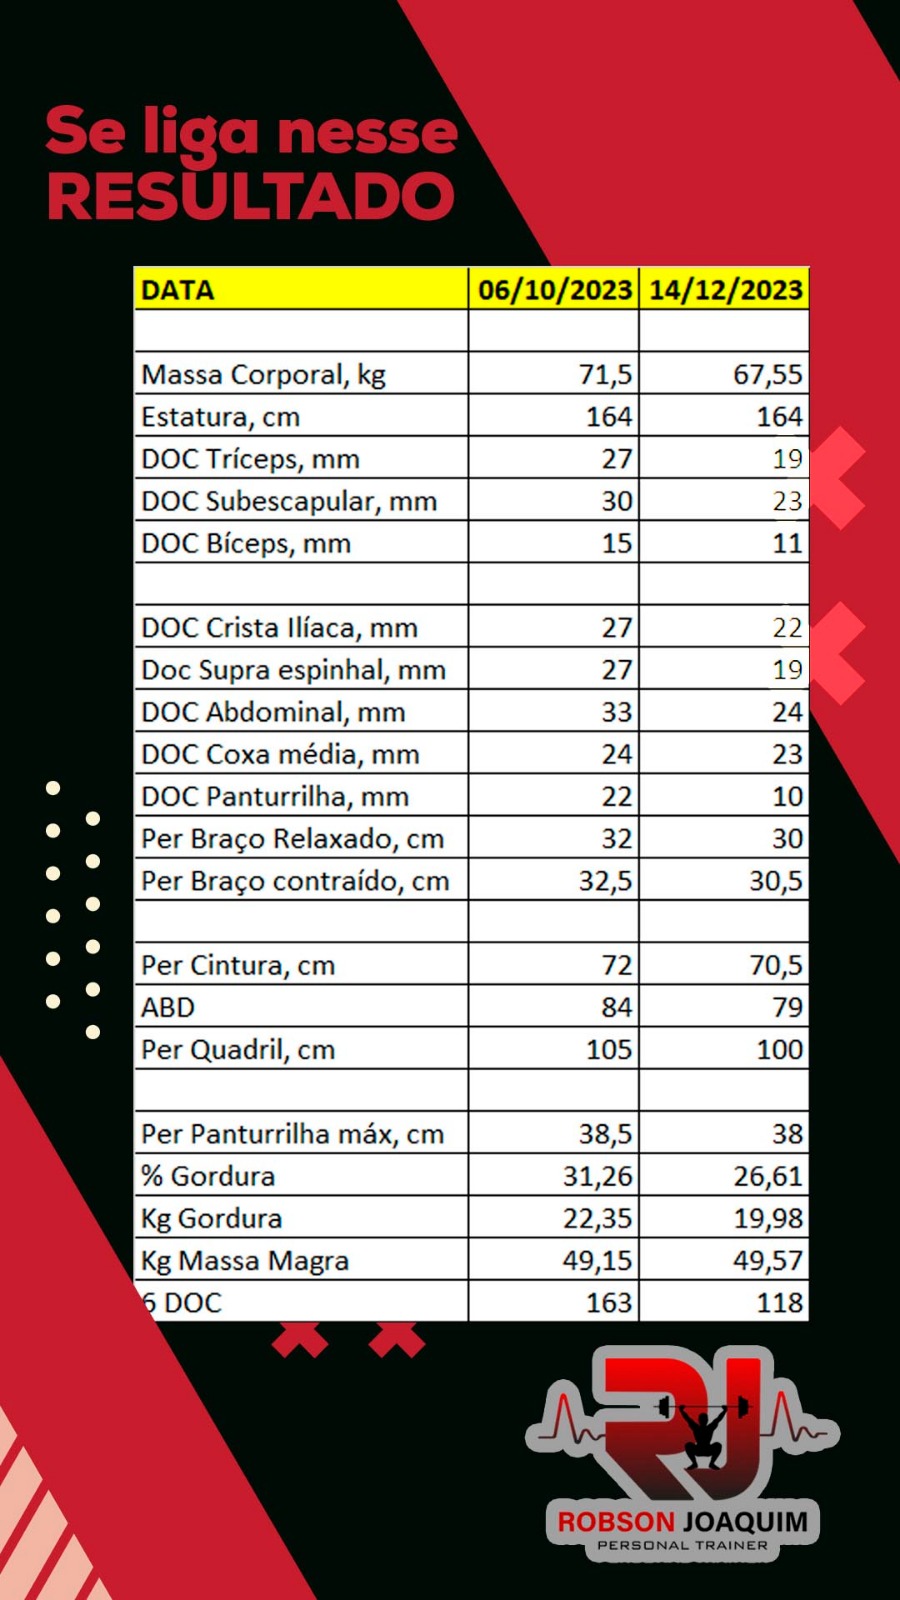 Se liga nesse
RESULTADO
DATA 06/10/2023 14/12/2023
Massa Corporal, kg 71,5 67,55
Estatura, cm 164 164
DOC Tríceps, mm 27 19
DOC Subescapular, mm 30 23
DOC Bíceps, mm 15 11
DOC Crista Ilíaca, mm 27 22
Doc Supra espinhal, mm 27 19
DOC Abdominal, mm 33 24
DOC Coxa média, mm 24 23
DOC Panturrilha, mm 22 10
Per Braço Relaxado, cm 32 30
Per Braço contraído, cm 32,5 30,5
Per Cintura, cm 72 70,5
ABD 84 79
Per Quadril, cm 105 100
Per Panturrilha máx, cm 38,5 38
% Gordura 31,26 26,61
Kg Gordura 22,35 19,98
Kg Massa Magra 49,15 49,57
6 DOC 163 118
RJ
ROBSON JOAQUIM
PERSONAL TRAINER